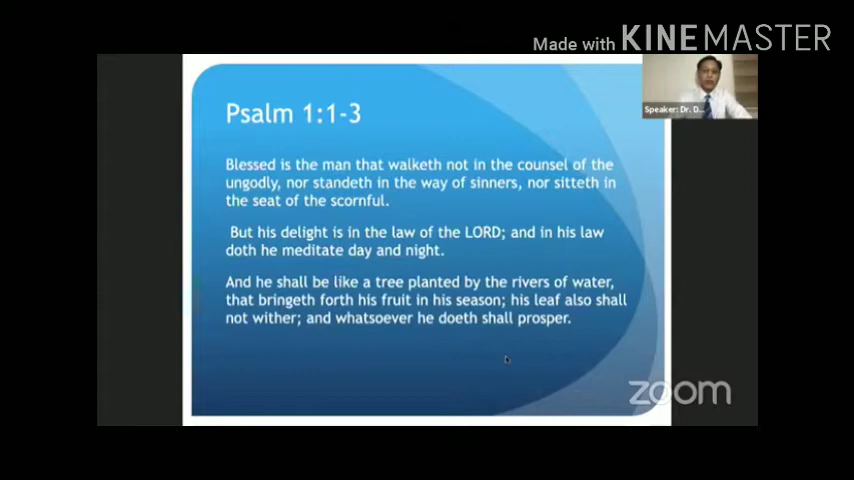 Made with KINEMASTER
Speaker: Dr. D...
Psalm 1:1-3
Blessed is the man that walketh not in the counsel of the
ungodly, nor standeth in the way of sinners, nor sitteth in
the seat of the scornful.
But his delight is in the law of the LORD; and in his law
doth he meditate day and night.
And he shall be like a tree planted by the rivers of water,
that bringeth forth his fruit in his season; his leaf also shall
not wither; and whatsoever he doeth shall prosper.
zoom